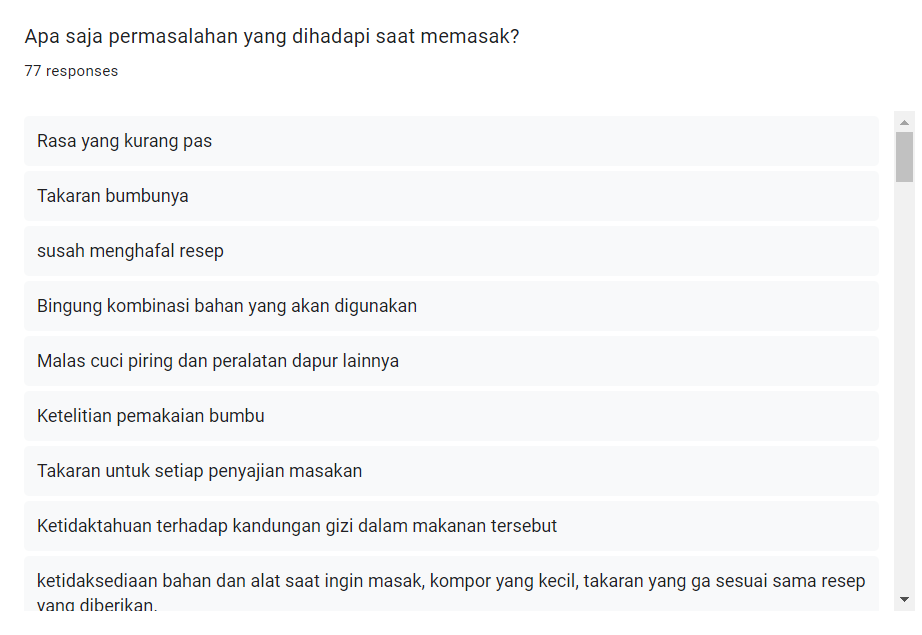 Apa saja permasalahan yang dihadapi saat memasak?
77 responses
Rasa yang kurang pas
Takaran bumbunya
susah menghafal resep
Bingung kombinasi bahan yang akan digunakan
Malas cuci piring dan peralatan dapur lainnya
Ketelitian pemakaian bumbu
Takaran untuk setiap penyajian masakan
Ketidaktahuan terhadap kandungan gizi dalam makanan tersebut
ketidaksediaan bahan dan alat saat ingin masak, kompor yang kecil, takaran yang ga sesuai sama resep
yang diberikan.